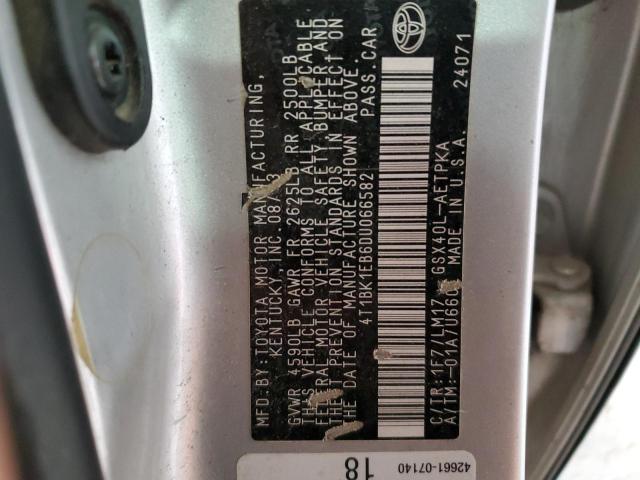 MFD.BY:TOYOTA MOTOR MANUFACTURING,
KENTUCKY, INC. 08/13
GVWR 4590LB GAWR FR 2625LB RR 2500LB
THIS VEHICLE CONFORMS TO ALL APPLICABLE
FEDERAL MOTOR VEHICLE SAFETY, BUMPER, AND
THEFT PREVENTION STANDARDS IN EFFECT ON
THE DATE OF MANUFACTURE SHOWN ABOVE.
4T1BK1EB6DU066582 PASS. CAR
C/TR:1F7/LM17 GSX40L-AETPKA
A/TM:-01A/U660 MADE IN U.S.A.
24071
42661-07140
18